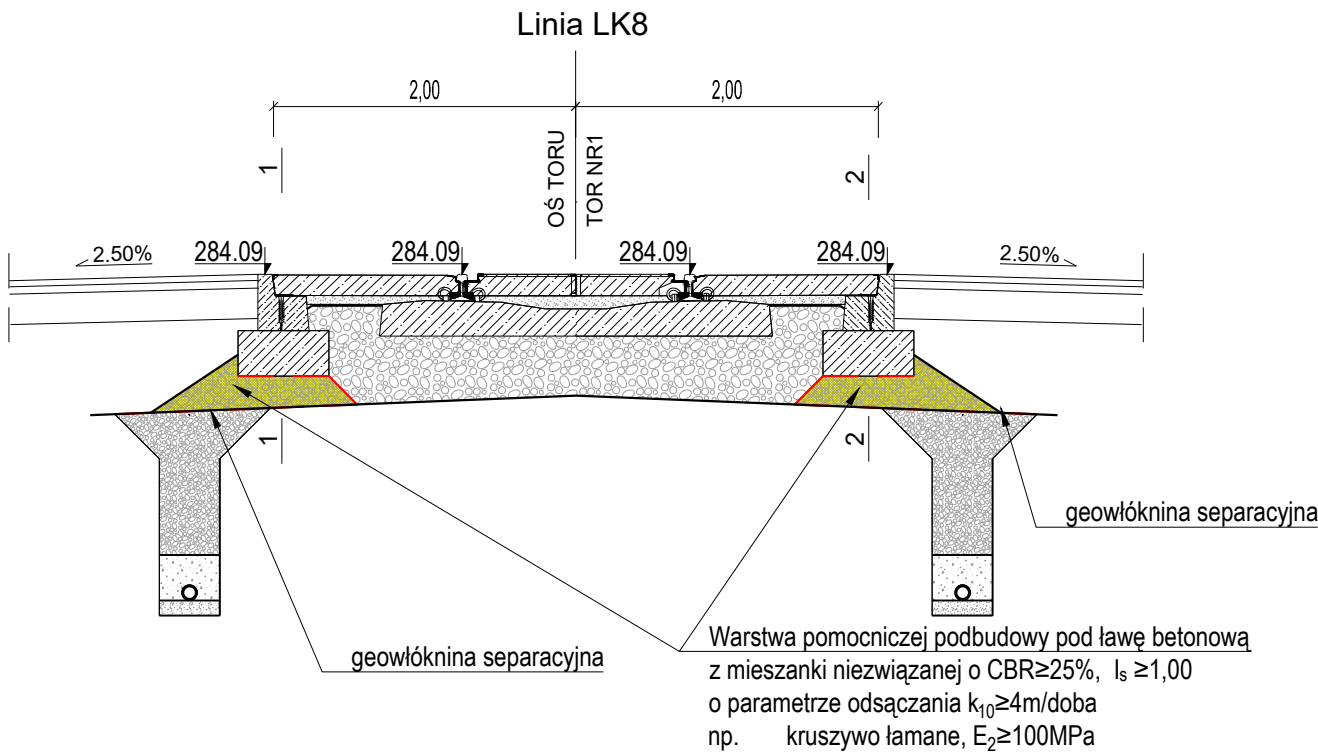 Linia LK8
2,00 2,00
OŚ TORU
TOR NR1
1
2
2.50% 284.09 284.09 284.09 284.09 2.50%
1
2
geowłóknina separacyjna
geowłóknina separacyjna
Warstwa pomocniczej podbudowy pod ławę betonową
z mieszanki niezwiązanej o CBR≥25%, Is ≥1,00
o parametrze odsączania k10≥4m/doba
np. kruszywo łamane, E2≥100MPa